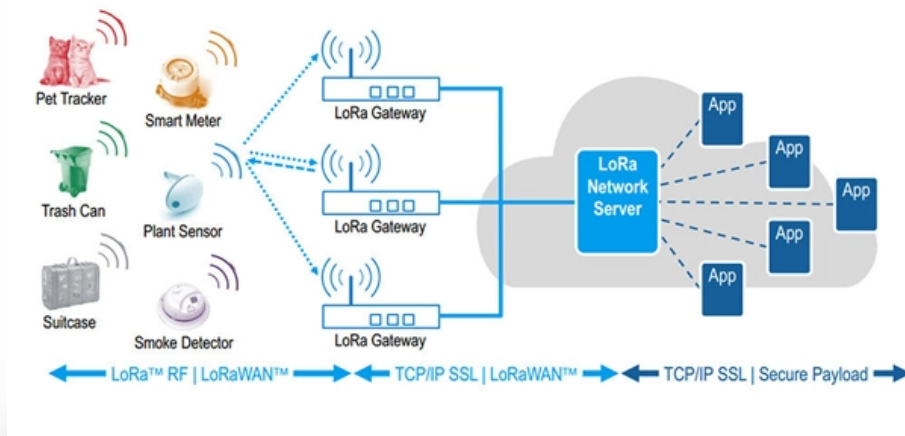 Pet Tracker
Smart Meter
Trash Can
Plant Sensor
Suitcase
Smoke Detector
LoRa Gateway
LoRa Gateway
LoRa Gateway
LoRa
Network
Server
App
App
App
App
App
LoRa™ RF | LoRaWAN™
TCP/IP SSL | LoRaWAN™
TCP/IP SSL | Secure Payload